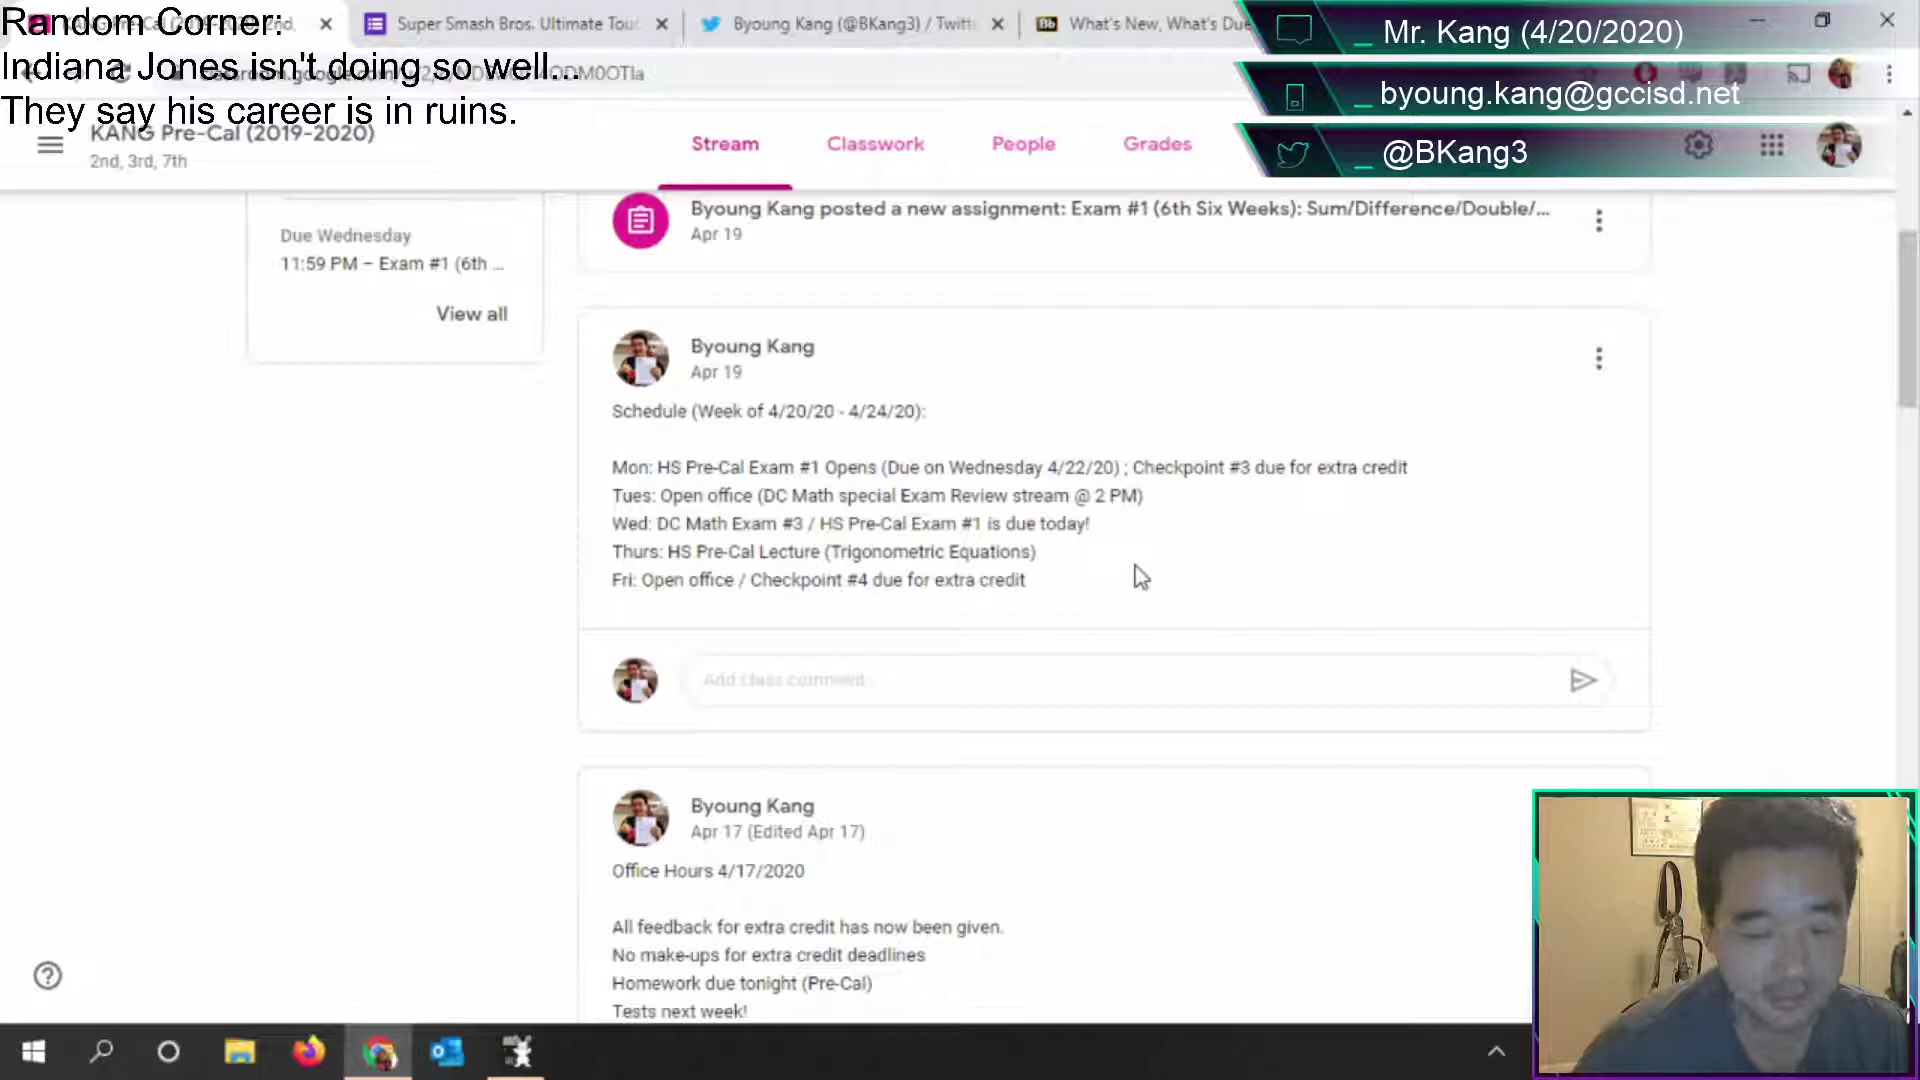 Random Corner:
Indiana Jones isn't doing so well...
They say his career is in ruins.
Super Smash Bros. Ultimate Tou
Byoung Kang (@BKang3) / Twitt
What's New, What's Due
_ Mr. Kang (4/20/2020)
_ byoung.kang@gccisd.net
_ @BKang3
KANG Pre-Cal (2019-2020)
2nd, 3rd, 7th
Stream
Classwork
People
Grades
Due Wednesday
11:59 PM – Exam #1 (6th ...
View all
Byoung Kang posted a new assignment: Exam #1 (6th Six Weeks): Sum/Difference/Double/...
Apr 19
Byoung Kang
Apr 19
Schedule (Week of 4/20/20 - 4/24/20):
Mon: HS Pre-Cal Exam #1 Opens (Due on Wednesday 4/22/20) ; Checkpoint #3 due for extra credit
Tues: Open office (DC Math special Exam Review stream @ 2 PM)
Wed: DC Math Exam #3 / HS Pre-Cal Exam #1 is due today!
Thurs: HS Pre-Cal Lecture (Trigonometric Equations)
Fri: Open office / Checkpoint #4 due for extra credit
Add class comment...
Byoung Kang
Apr 17 (Edited Apr 17)
Office Hours 4/17/2020
All feedback for extra credit has now been given.
No make-ups for extra credit deadlines
Homework due tonight (Pre-Cal)
Tests next week!